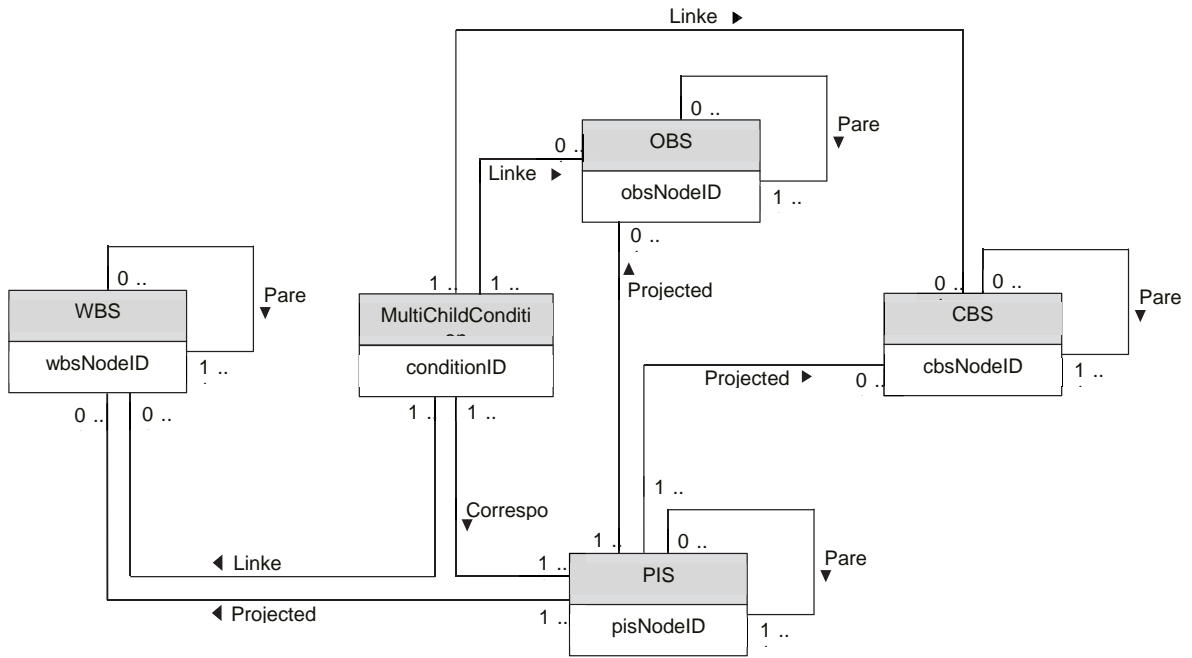 Linke
0 ..
OBS
Pare
0 ..
Linke
obsNodeID
1 ..
0 ..
0 ..
0 ..
1 ..
1 ..
Projected
0 ..
0 ..
WBS
Pare
MultiChildConditi
CBS
Pare
wbsNodeID
1 ..
conditionID
Projected
0 ..
cbsNodeID
1 ..
0 ..
0 ..
1 ..
1 ..
1 ..
Correspo
1 ..
0 ..
Linke
1 ..
PIS
Pare
Projected
1 ..
pisNodeID
1 ..